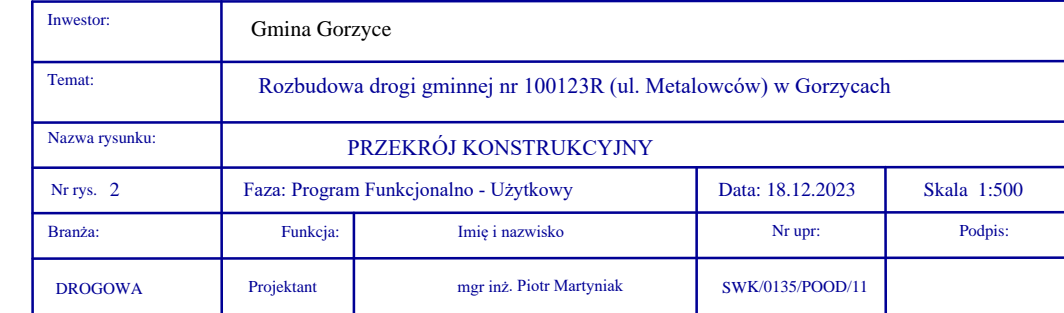 Inwestor: Gmina Gorzyce
Temat: Rozbudowa drogi gminnej nr 100123R (ul. Metalowców) w Gorzycach
Nazwa rysunku: PRZEKRÓJ KONSTRUKCYJNY
Nr rys. 2 Faza: Program Funkcjonalno - Użytkowy Data: 18.12.2023 Skala 1:500
Branża: Funkcja: Imię i nazwisko Nr upr: Podpis:
DROGOWA Projektant mgr inż. Piotr Martyniak SWK/0135/POOD/11